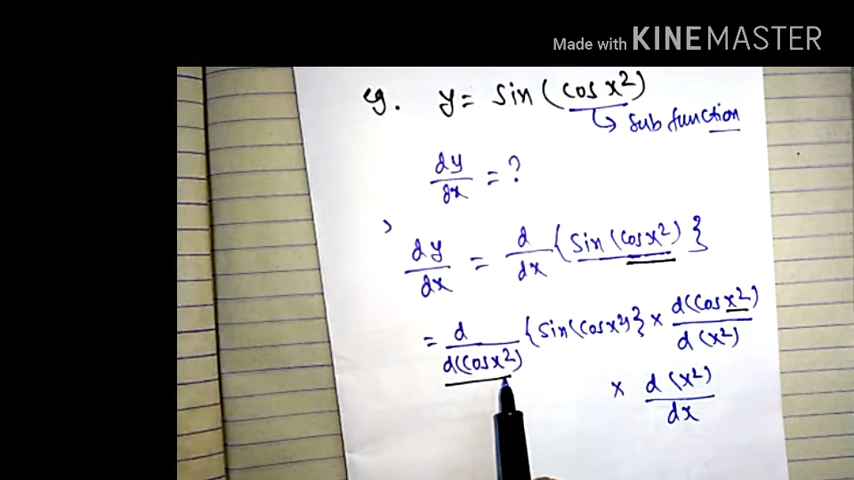 Made with KINEMASTER
eg. y = Sin (cos x²)
↳ Sub function
dy/dx = ?
dy/dx = d/dx {Sin (cos x²)}
= d/d(Cos x²) {Sin (Cos x²)} × d(Cos x²)/d(x²)
× d(x²)/dx